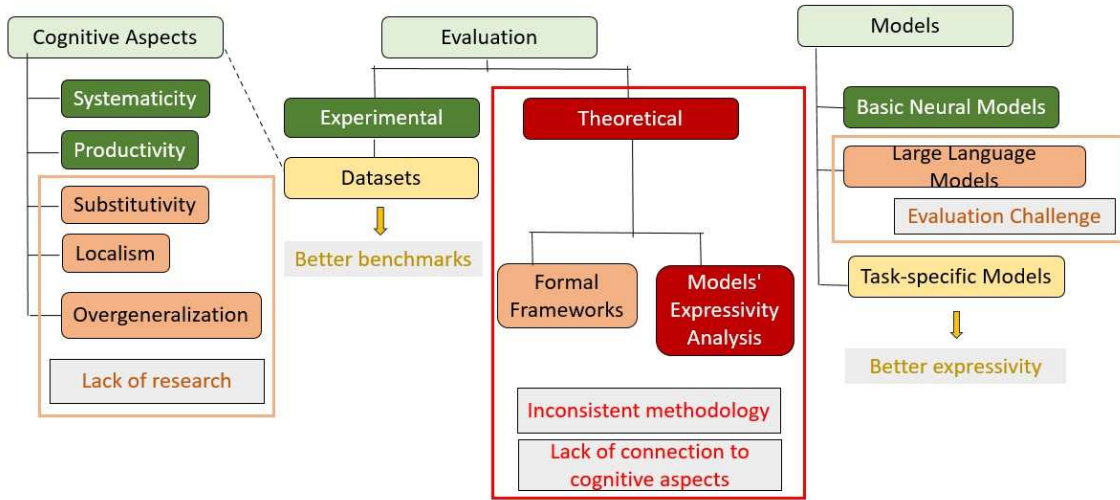 Cognitive Aspects
Systematicity
Productivity
Substitutivity
Localism
Overgeneralization
Lack of research
Evaluation
Experimental
Datasets
Better benchmarks
Theoretical
Formal
Frameworks
Models'
Expressivity
Analysis
Inconsistent methodology
Lack of connection to
cognitive aspects
Models
Basic Neural Models
Large Language
Models
Evaluation Challenge
Task-specific Models
Better expressivity